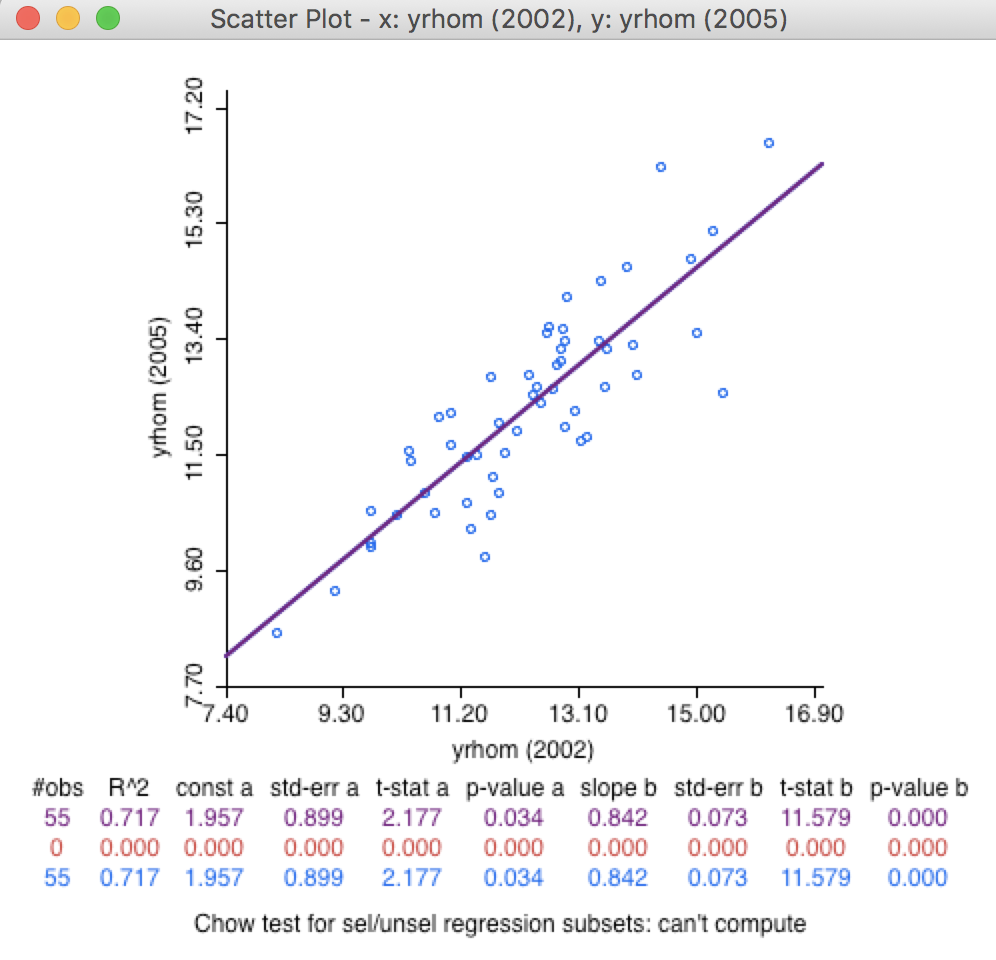 Scatter Plot - x: yrhom (2002), y: yrhom (2005)
17.20
15.30
13.40
11.50
9.60
7.70
yrhom (2005)
7.40 9.30 11.20 13.10 15.00 16.90
yrhom (2002)
#obs R^2 const a std-err a t-stat a p-value a slope b std-err b t-stat b p-value b
55 0.717 1.957 0.899 2.177 0.034 0.842 0.073 11.579 0.000
0 0.000 0.000 0.000 0.000 0.000 0.000 0.000 0.000 0.000
55 0.717 1.957 0.899 2.177 0.034 0.842 0.073 11.579 0.000
Chow test for sel/unsel regression subsets: can't compute